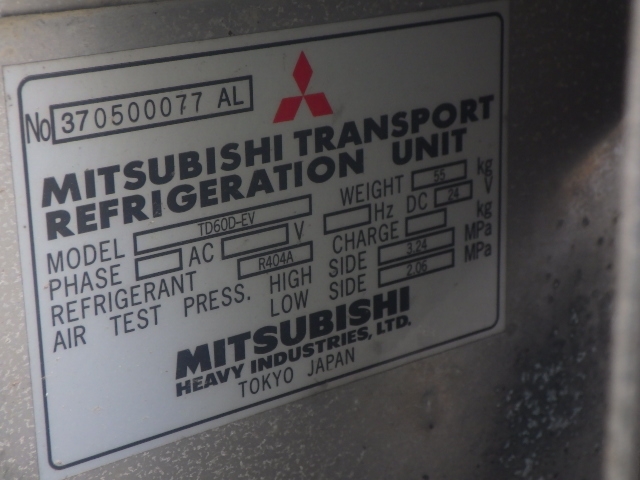 No 370500077 AL
MITSUBISHI TRANSPORT
REFRIGERATION UNIT
MODEL TD60D-EV WEIGHT 55 kg
PHASE AC V Hz DC 24 V
REFRIGERANT R404A CHARGE kg
AIR TEST PRESS. HIGH SIDE 3.24 MPa
LOW SIDE 2.06 MPa
MITSUBISHI
HEAVY INDUSTRIES, LTD.
TOKYO JAPAN